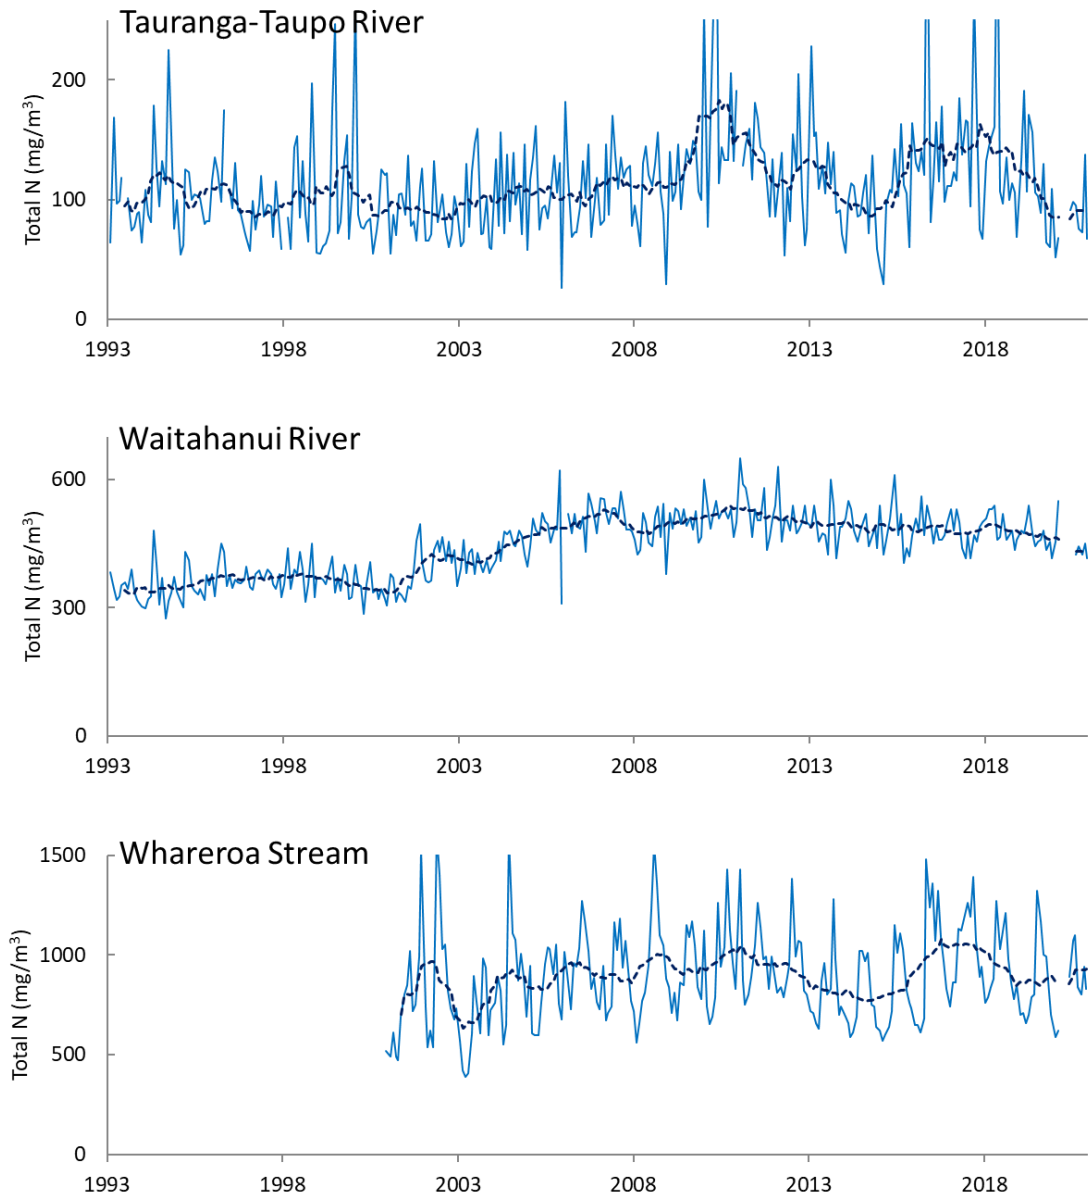 Tauranga-Taupo River
Total N (mg/m³)
200
100
0
1993 1998 2003 2008 2013 2018
Waitahanui River
Total N (mg/m³)
600
300
0
1993 1998 2003 2008 2013 2018
Whareroa Stream
Total N (mg/m³)
1500
1000
500
0
1993 1998 2003 2008 2013 2018